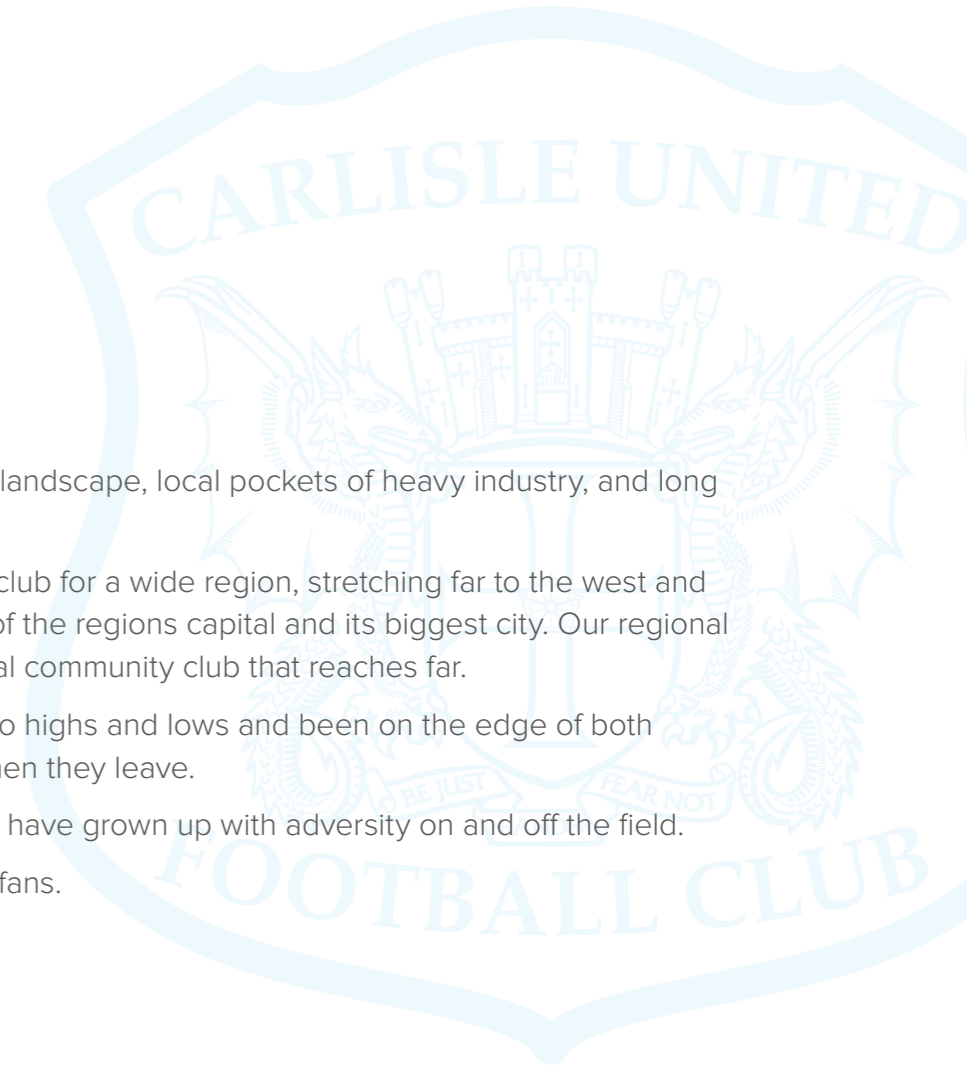 CARLISLE UNITED
landscape, local pockets of heavy industry, and long
club for a wide region, stretching far to the west and
of the regions capital and its biggest city. Our regional
al community club that reaches far.
o highs and lows and been on the edge of both
hen they leave.
BE JUST FEAR NOT
have grown up with adversity on and off the field.
fans.
FOOTBALL CLUB